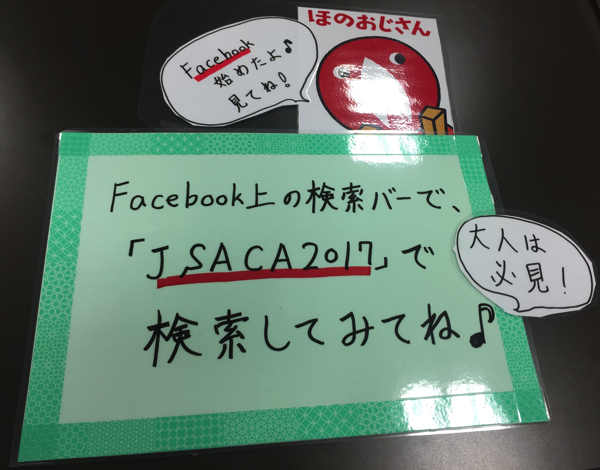 ほのおじさん
Facebook
始めたよ♪
見てね!
Facebook上の検索バーで、
「JSACA2017」で
検索してみてね♪
大人は
必見!